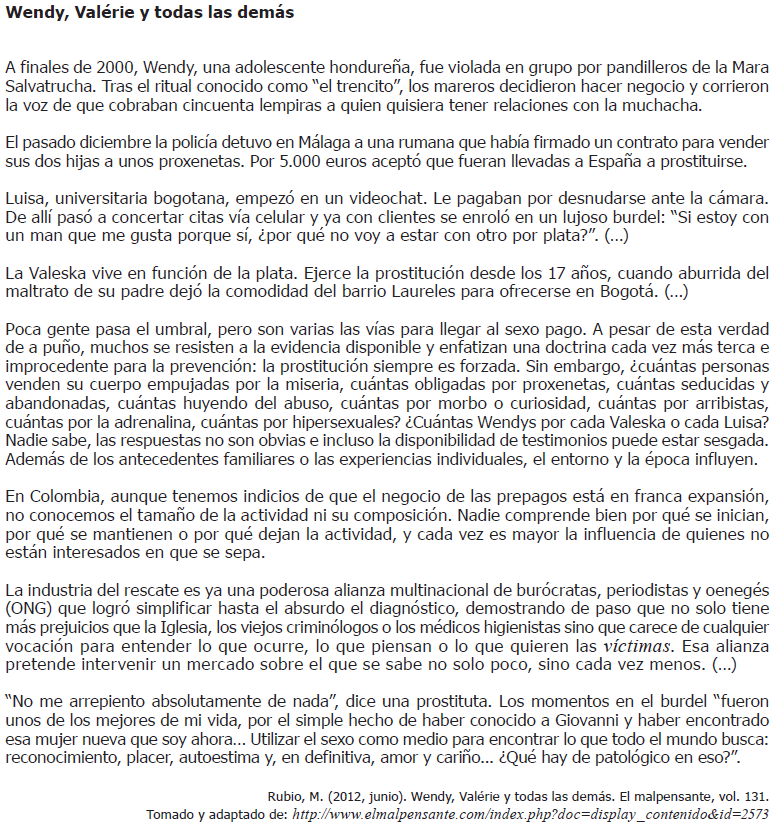 Wendy, Valérie y todas las demás
A finales de 2000, Wendy, una adolescente hondureña, fue violada en grupo por pandilleros de la Mara
Salvatrucha. Tras el ritual conocido como “el trencito”, los mareros decidieron hacer negocio y corrieron
la voz de que cobraban cincuenta lempiras a quien quisiera tener relaciones con la muchacha.
El pasado diciembre la policía detuvo en Málaga a una rumana que había firmado un contrato para vender
sus dos hijas a unos proxenetas. Por 5.000 euros aceptó que fueran llevadas a España a prostituirse.
Luisa, universitaria bogotana, empezó en un videochat. Le pagaban por desnudarse ante la cámara.
De allí pasó a concertar citas vía celular y ya con clientes se enroló en un lujoso burdel: “Si estoy con
un man que me gusta porque sí, ¿por qué no voy a estar con otro por plata?”. (...)
La Valeska vive en función de la plata. Ejerce la prostitución desde los 17 años, cuando aburrida del
maltrato de su padre dejó la comodidad del barrio Laureles para ofrecerse en Bogotá. (...)
Poca gente pasa el umbral, pero son varias las vías para llegar al sexo pago. A pesar de esta verdad
de a puño, muchos se resisten a la evidencia disponible y enfatizan una doctrina cada vez más terca e
improcedente para la prevención: la prostitución siempre es forzada. Sin embargo, ¿cuántas personas
venden su cuerpo empujadas por la miseria, cuántas obligadas por proxenetas, cuántas seducidas y
abandonadas, cuántas huyendo del abuso, cuántas por morbo o curiosidad, cuántas por arribistas,
cuántas por la adrenalina, cuántas por hipersexuales? ¿Cuántas Wendys por cada Valeska o cada Luisa?
Nadie sabe, las respuestas no son obvias e incluso la disponibilidad de testimonios puede estar sesgada.
Además de los antecedentes familiares o las experiencias individuales, el entorno y la época influyen.
En Colombia, aunque tenemos indicios de que el negocio de las prepagos está en franca expansión,
no conocemos el tamaño de la actividad ni su composición. Nadie comprende bien por qué se inician,
por qué se mantienen o por qué dejan la actividad, y cada vez es mayor la influencia de quienes no
están interesados en que se sepa.
La industria del rescate es ya una poderosa alianza multinacional de burócratas, periodistas y oenegés
(ONG) que logró simplificar hasta el absurdo el diagnóstico, demostrando de paso que no solo tiene
más prejuicios que la Iglesia, los viejos criminólogos o los médicos higienistas sino que carece de cualquier
vocación para entender lo que ocurre, lo que piensan o lo que quieren las víctimas. Esa alianza
pretende intervenir un mercado sobre el que se sabe no solo poco, sino cada vez menos. (...)
“No me arrepiento absolutamente de nada”, dice una prostituta. Los momentos en el burdel “fueron
unos de los mejores de mi vida, por el simple hecho de haber conocido a Giovanni y haber encontrado
esa mujer nueva que soy ahora... Utilizar el sexo como medio para encontrar lo que todo el mundo busca:
reconocimiento, placer, autoestima y, en definitiva, amor y cariño... ¿Qué hay de patológico en eso?”.
Rubio, M. (2012, junio). Wendy, Valérie y todas las demás. El malpensante, vol. 131.
Tomado y adaptado de: http://www.elmalpensante.com/index.php?doc=display_contenido&id=2573